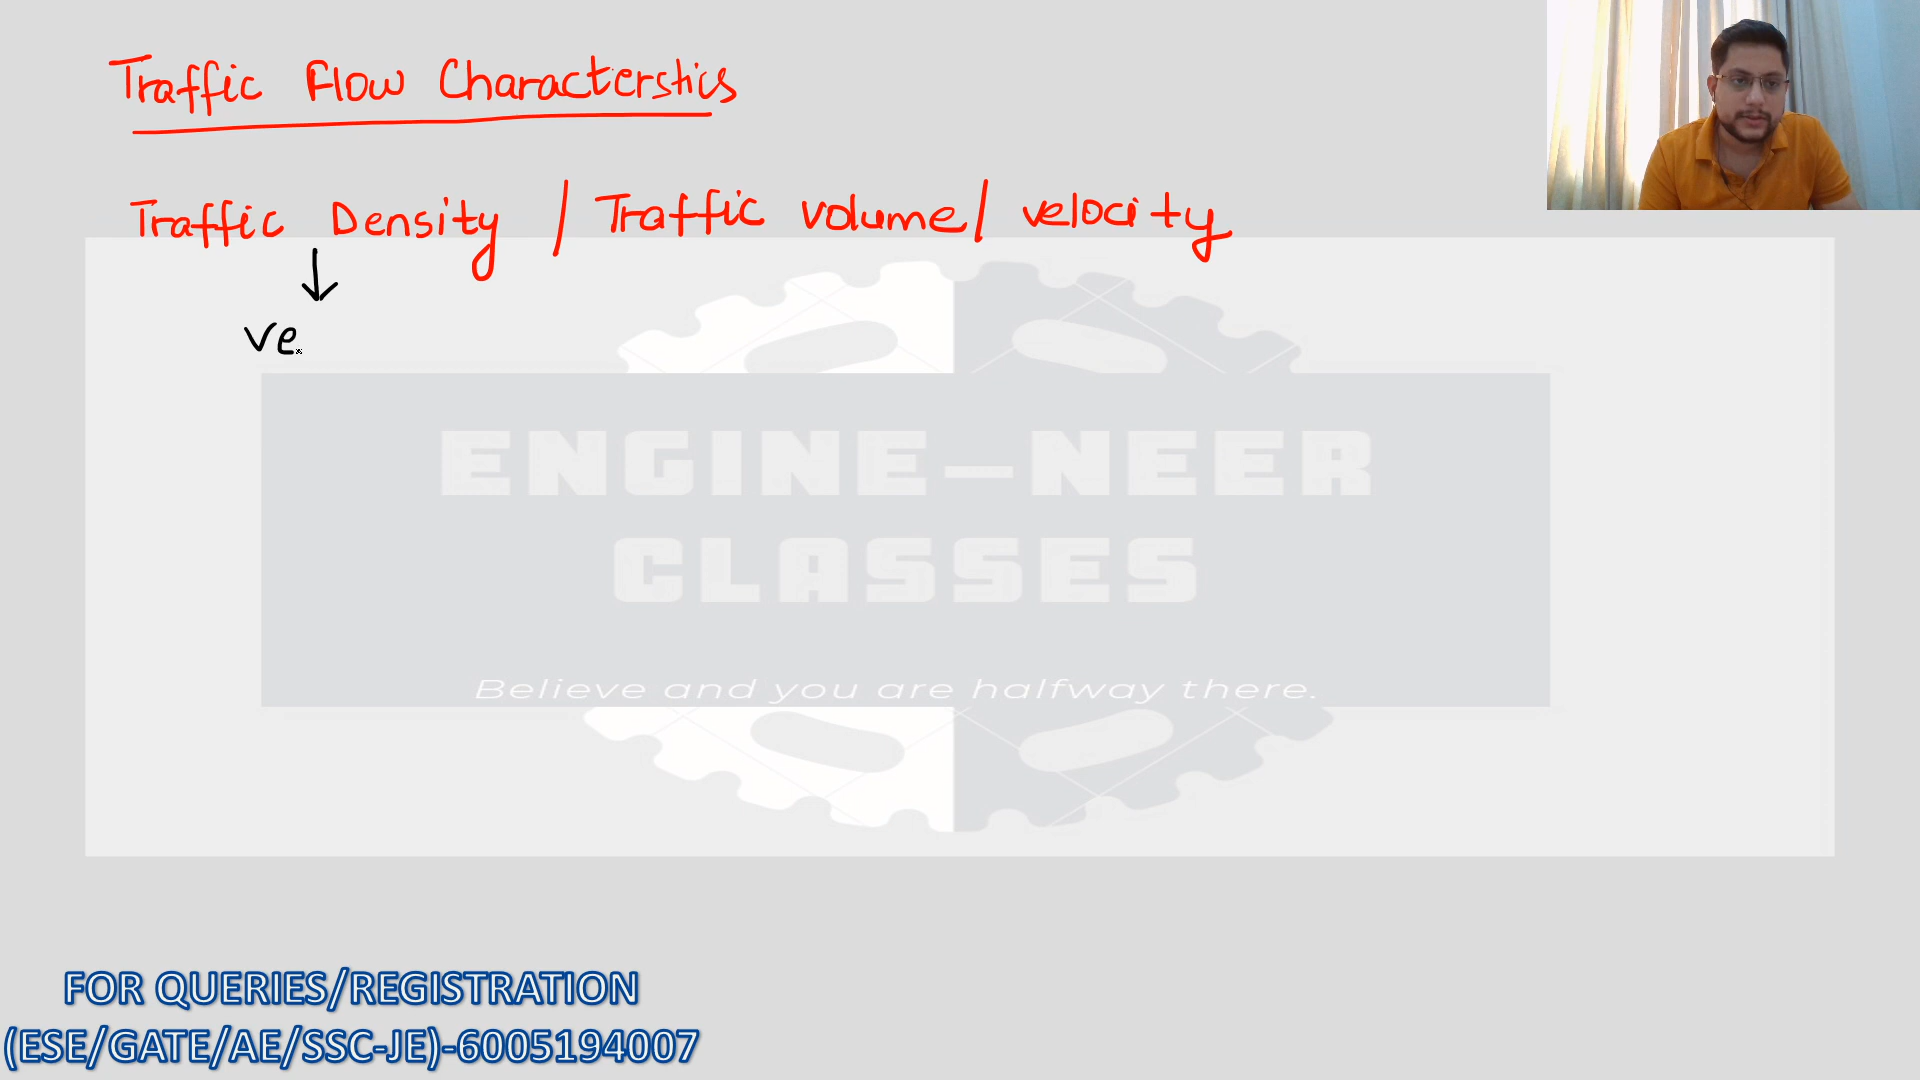 Traffic Flow Characterstics
Traffic Density / Traffic volume / velocity
ve
ENGINE-NEER
CLASSES
Believe and you are halfway there.
FOR QUERIES/REGISTRATION
(ESE/GATE/AE/SSC-JE)-6005194007